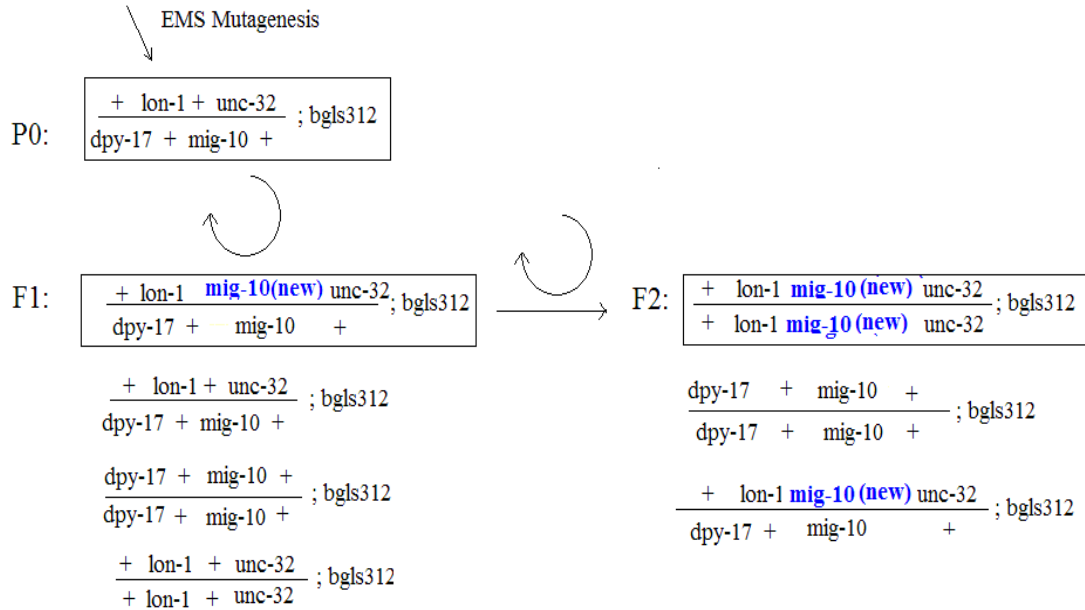 EMS Mutagenesis
P0:
+ lon-1 + unc-32
dpy-17 + mig-10 +
; bgls312
F1:
+ lon-1 mig-10(new) unc-32
dpy-17 + mig-10 +
; bgls312
+ lon-1 + unc-32
dpy-17 + mig-10 +
; bgls312
dpy-17 + mig-10 +
dpy-17 + mig-10 +
; bgls312
+ lon-1 + unc-32
+ lon-1 + unc-32
; bgls312
F2:
+ lon-1 mig-10 (new) unc-32
+ lon-1 mig-10 (new) unc-32
; bgls312
dpy-17 + mig-10 +
dpy-17 + mig-10 +
; bgls312
+ lon-1 mig-10 (new) unc-32
dpy-17 + mig-10 +
; bgls312